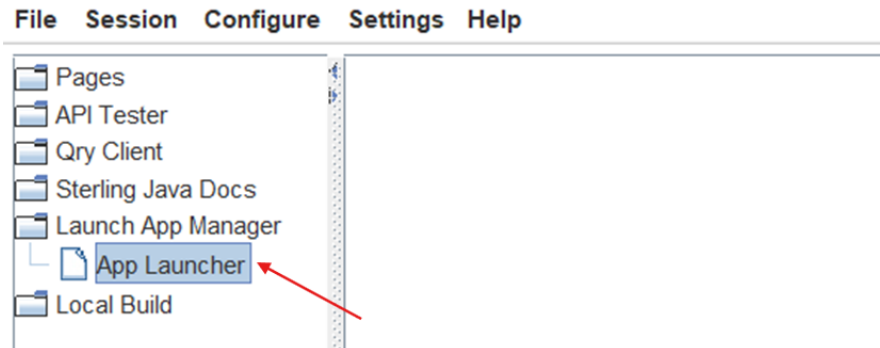 File Session Configure Settings Help
Pages
API Tester
Qry Client
Sterling Java Docs
Launch App Manager
App Launcher
Local Build